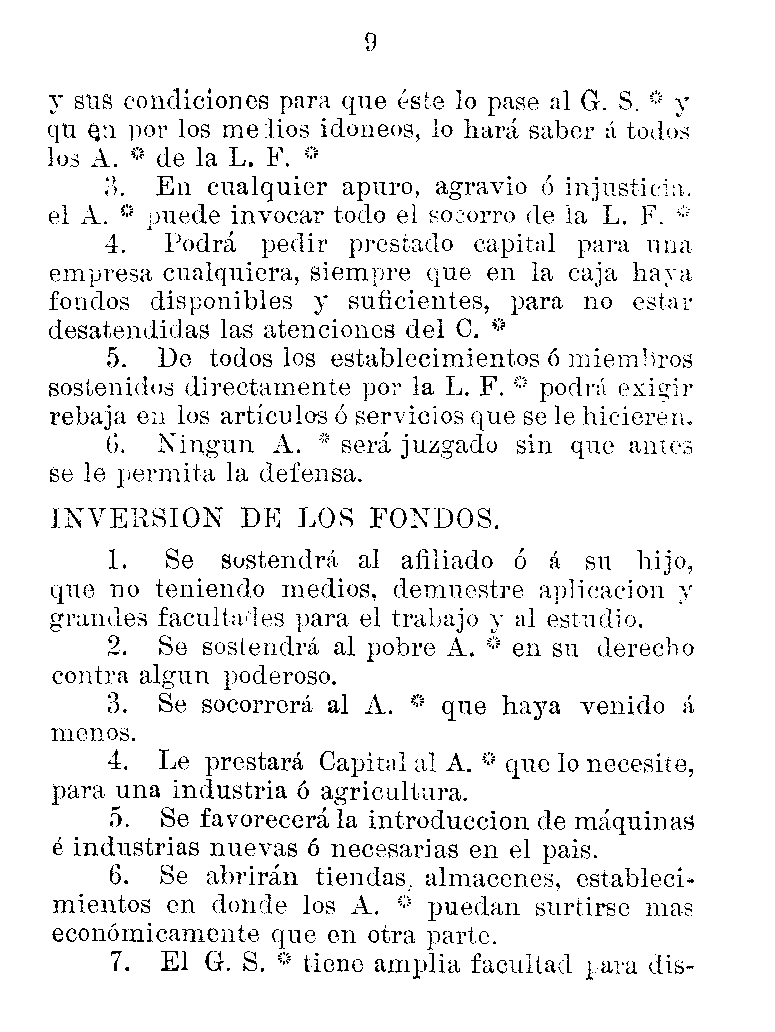 9
y sus condiciones para que éste lo pase al G. S. * y
qu en por los medios idoneos, lo hará saber á todos
los A. * de la L. F. *
3. En cualquier apuro, agravio ó injusticia,
el A. * puede invocar todo el socorro de la L. F. *
4. Podrá pedir prestado capital para una
empresa cualquiera, siempre que en la caja haya
fondos disponibles y suficientes, para no estar
desatendidas las atenciones del C. *
5. De todos los establecimientos ó miembros
sostenidos directamente por la L. F. * podrá exigir
rebaja en los artículos ó servicios que se le hicieren.
6. Ningun A. * será juzgado sin que antes
se le permita la defensa.
INVERSION DE LOS FONDOS.
1. Se sostendrá al afiliado ó á su hijo,
que no teniendo medios, demuestre aplicacion y
grandes facultades para el trabajo y al estudio.
2. Se sostendrá al pobre A. * en su derecho
contra algun poderoso.
3. Se socorrerá al A. * que haya venido á
menos.
4. Le prestará Capital al A. * que lo necesite,
para una industria ó agricultura.
5. Se favorecerá la introduccion de máquinas
é industrias nuevas ó necesarias en el pais.
6. Se abrirán tiendas, almacenes, estableci-
mientos en donde los A. * puedan surtirse mas
económicamente que en otra parte.
7. El G. S. * tiene amplia facultad para dis-